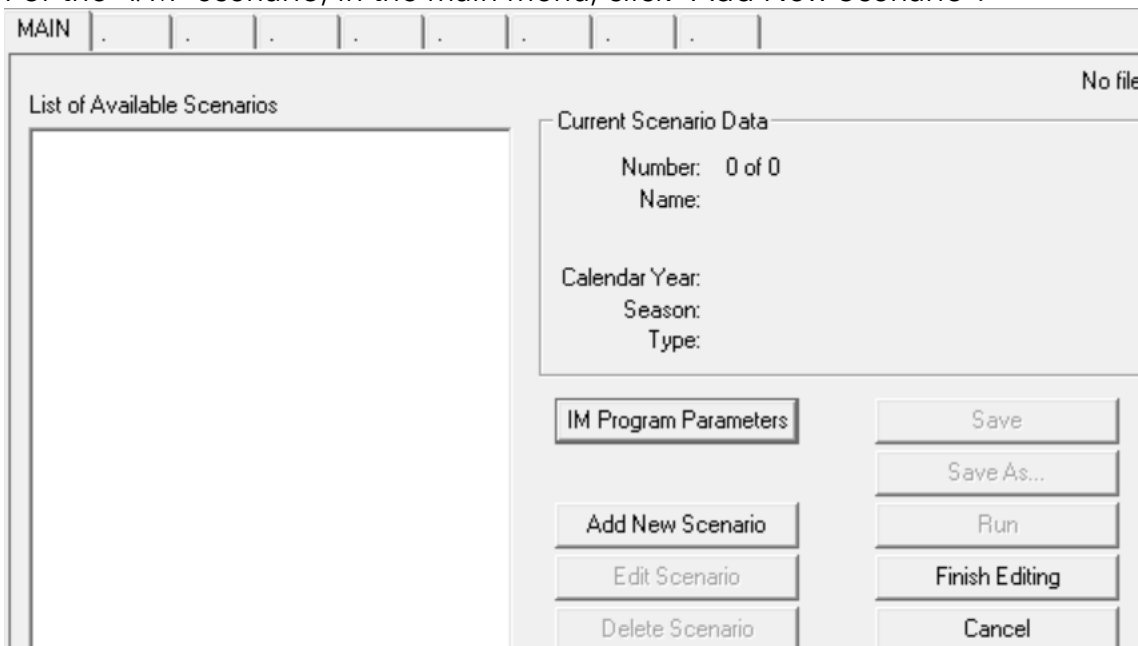 MAIN . . . . . . . .
No file
List of Available Scenarios
Current Scenario Data
Number: 0 of 0
Name:
Calendar Year:
Season:
Type:
IM Program Parameters
Save
Save As...
Add New Scenario
Run
Edit Scenario
Finish Editing
Delete Scenario
Cancel